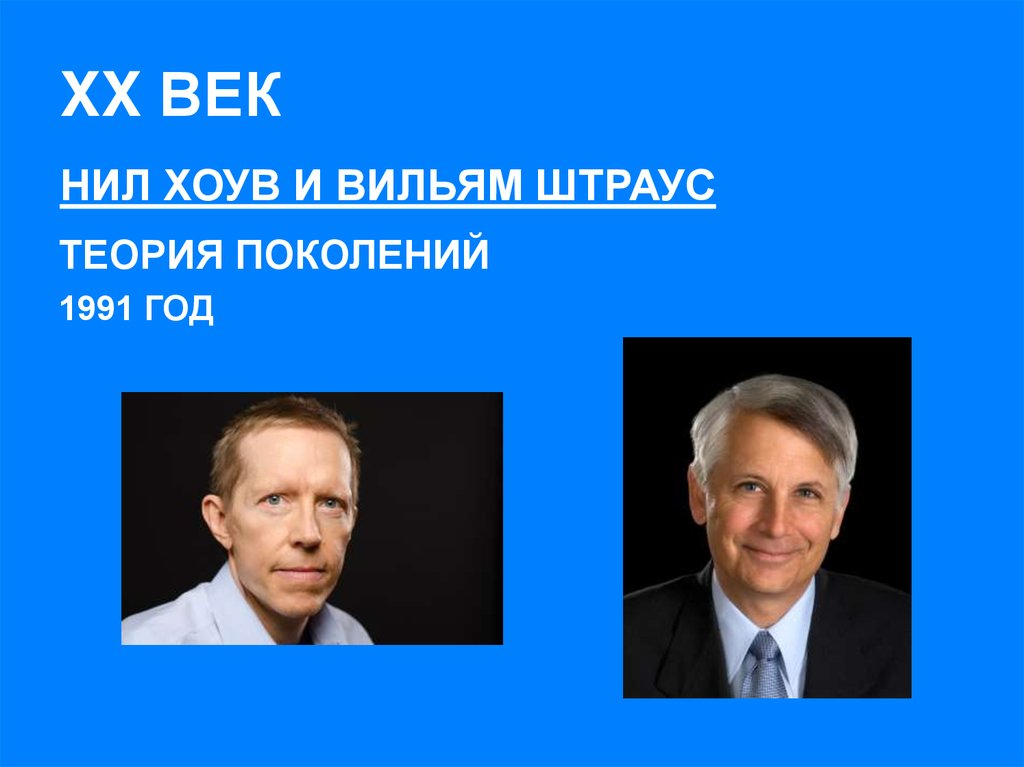 XX ВЕК
НИЛ ХОУВ И ВИЛЬЯМ ШТРАУС
ТЕОРИЯ ПОКОЛЕНИЙ
1991 ГОД